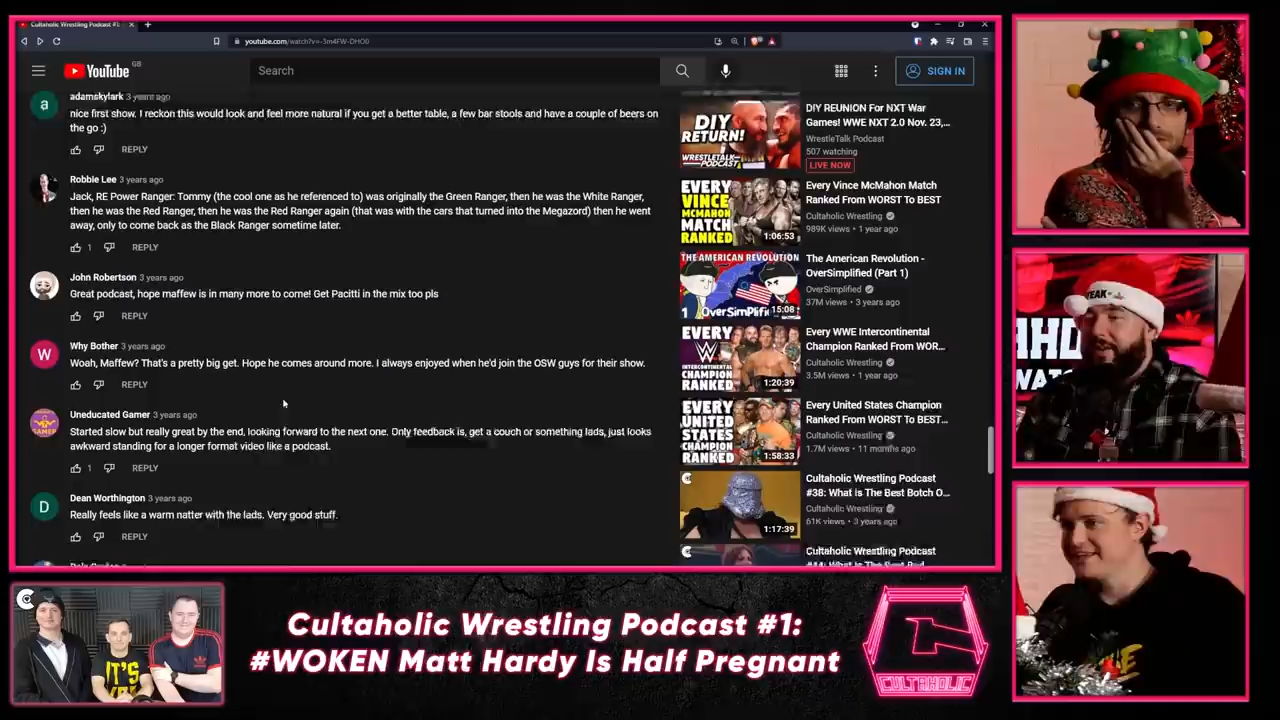 Cultaholic Wrestling Podcast #1:
youtube.com/watch?v=-3m4FW-DHO0
YouTube GB
Search
SIGN IN
adamskylark 3 years ago
nice first show. I reckon this would look and feel more natural if you get a better table, a few bar stools and have a couple of beers on
the go :)
REPLY
Robbie Lee 3 years ago
Jack, RE Power Ranger: Tommy (the cool one as he referenced to) was originally the Green Ranger, then he was the White Ranger,
then he was the Red Ranger, then he was the Red Ranger again (that was with the cars that turned into the Megazord) then he went
away, only to come back as the Black Ranger sometime later.
1 REPLY
John Robertson 3 years ago
Great podcast, hope maffew is in many more to come! Get Pacitti in the mix too pls
REPLY
W
Why Bother 3 years ago
Woah, Maffew? That's a pretty big get. Hope he comes around more. I always enjoyed when he'd join the OSW guys for their show.
REPLY
Uneducated Gamer 3 years ago
Started slow but really great by the end, looking forward to the next one. Only feedback is, get a couch or something lads, just looks
awkward standing for a longer format video like a podcast.
1 REPLY
D
Dean Worthington 3 years ago
Really feels like a warm natter with the lads. Very good stuff.
REPLY
DIY
RETURN!
WRESTLETALK
PODCAST
DIY REUNION For NXT War
Games! WWE NXT 2.0 Nov. 23,...
WrestleTalk Podcast
507 watching
LIVE NOW
EVERY
VINCE
MCMAHON
MATCH
RANKED
1:06:53
Every Vince McMahon Match
Ranked From WORST To BEST
Cultaholic Wrestling
989K views • 1 year ago
THE AMERICAN REVOLUTION
1 OverSimplified
15:08
The American Revolution -
OverSimplified (Part 1)
OverSimplified
37M views • 3 years ago
EVERY
W
INTERCONTINENTAL
CHAMPION
RANKED
1:20:39
Every WWE Intercontinental
Champion Ranked From WOR...
Cultaholic Wrestling
3.5M views • 1 year ago
EVERY
UNITED
STATES
CHAMPION
RANKED
1:58:33
Every United States Champion
Ranked From WORST To BEST...
Cultaholic Wrestling
1.7M views • 11 months ago
1:17:39
Cultaholic Wrestling Podcast
#38: What is The Best Botch O...
Cultaholic Wrestling
61K views • 3 years ago
Cultaholic Wrestling Podcast
YEAK
IT'S
Cultaholic Wrestling Podcast #1:
#WOKEN Matt Hardy Is Half Pregnant
CULTAHOLIC